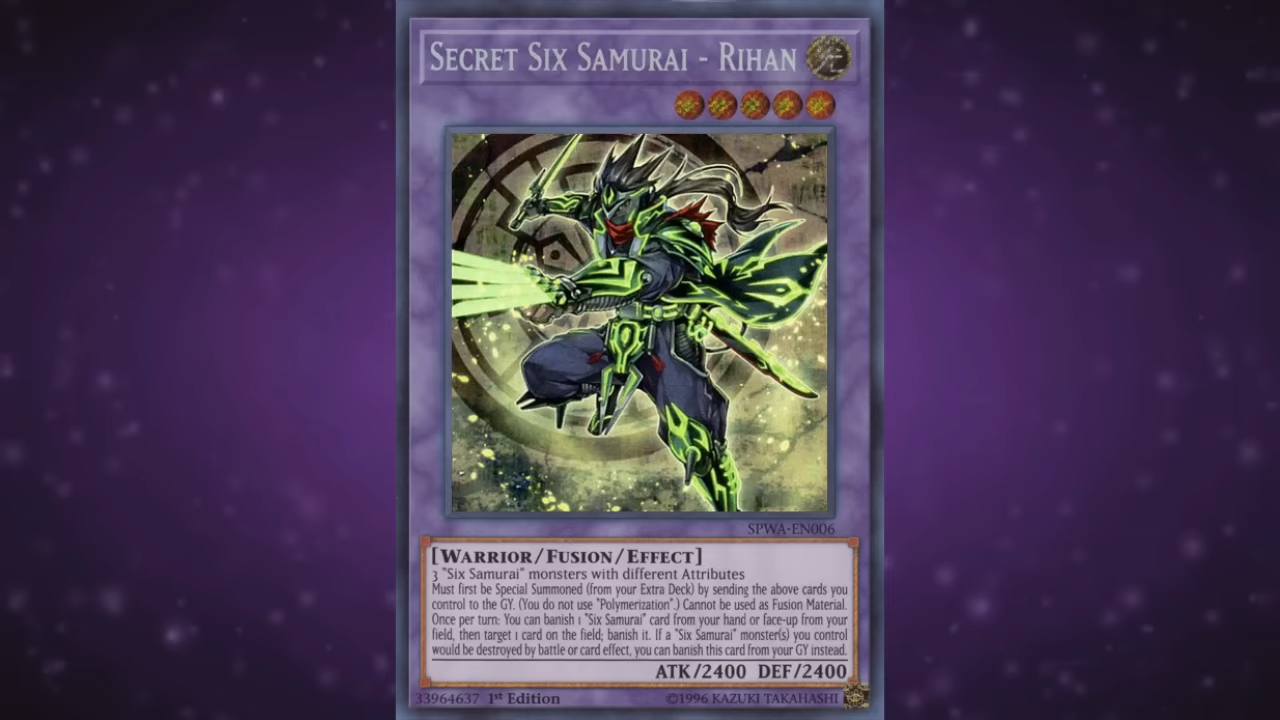 Secret Six Samurai - Rihan
SPWA-EN006
[Warrior/Fusion/Effect]
3 "Six Samurai" monsters with different Attributes
Must first be Special Summoned (from your Extra Deck) by sending the above cards you
control to the GY. (You do not use "Polymerization".) Cannot be used as Fusion Material.
Once per turn: You can banish 1 "Six Samurai" card from your hand or face-up from your
field, then target 1 card on the field; banish it. If a "Six Samurai" monster(s) you control
would be destroyed by battle or card effect, you can banish this card from your GY instead.
ATK/2400 DEF/2400
33964637 1st Edition ©1996 KAZUKI TAKAHASHI